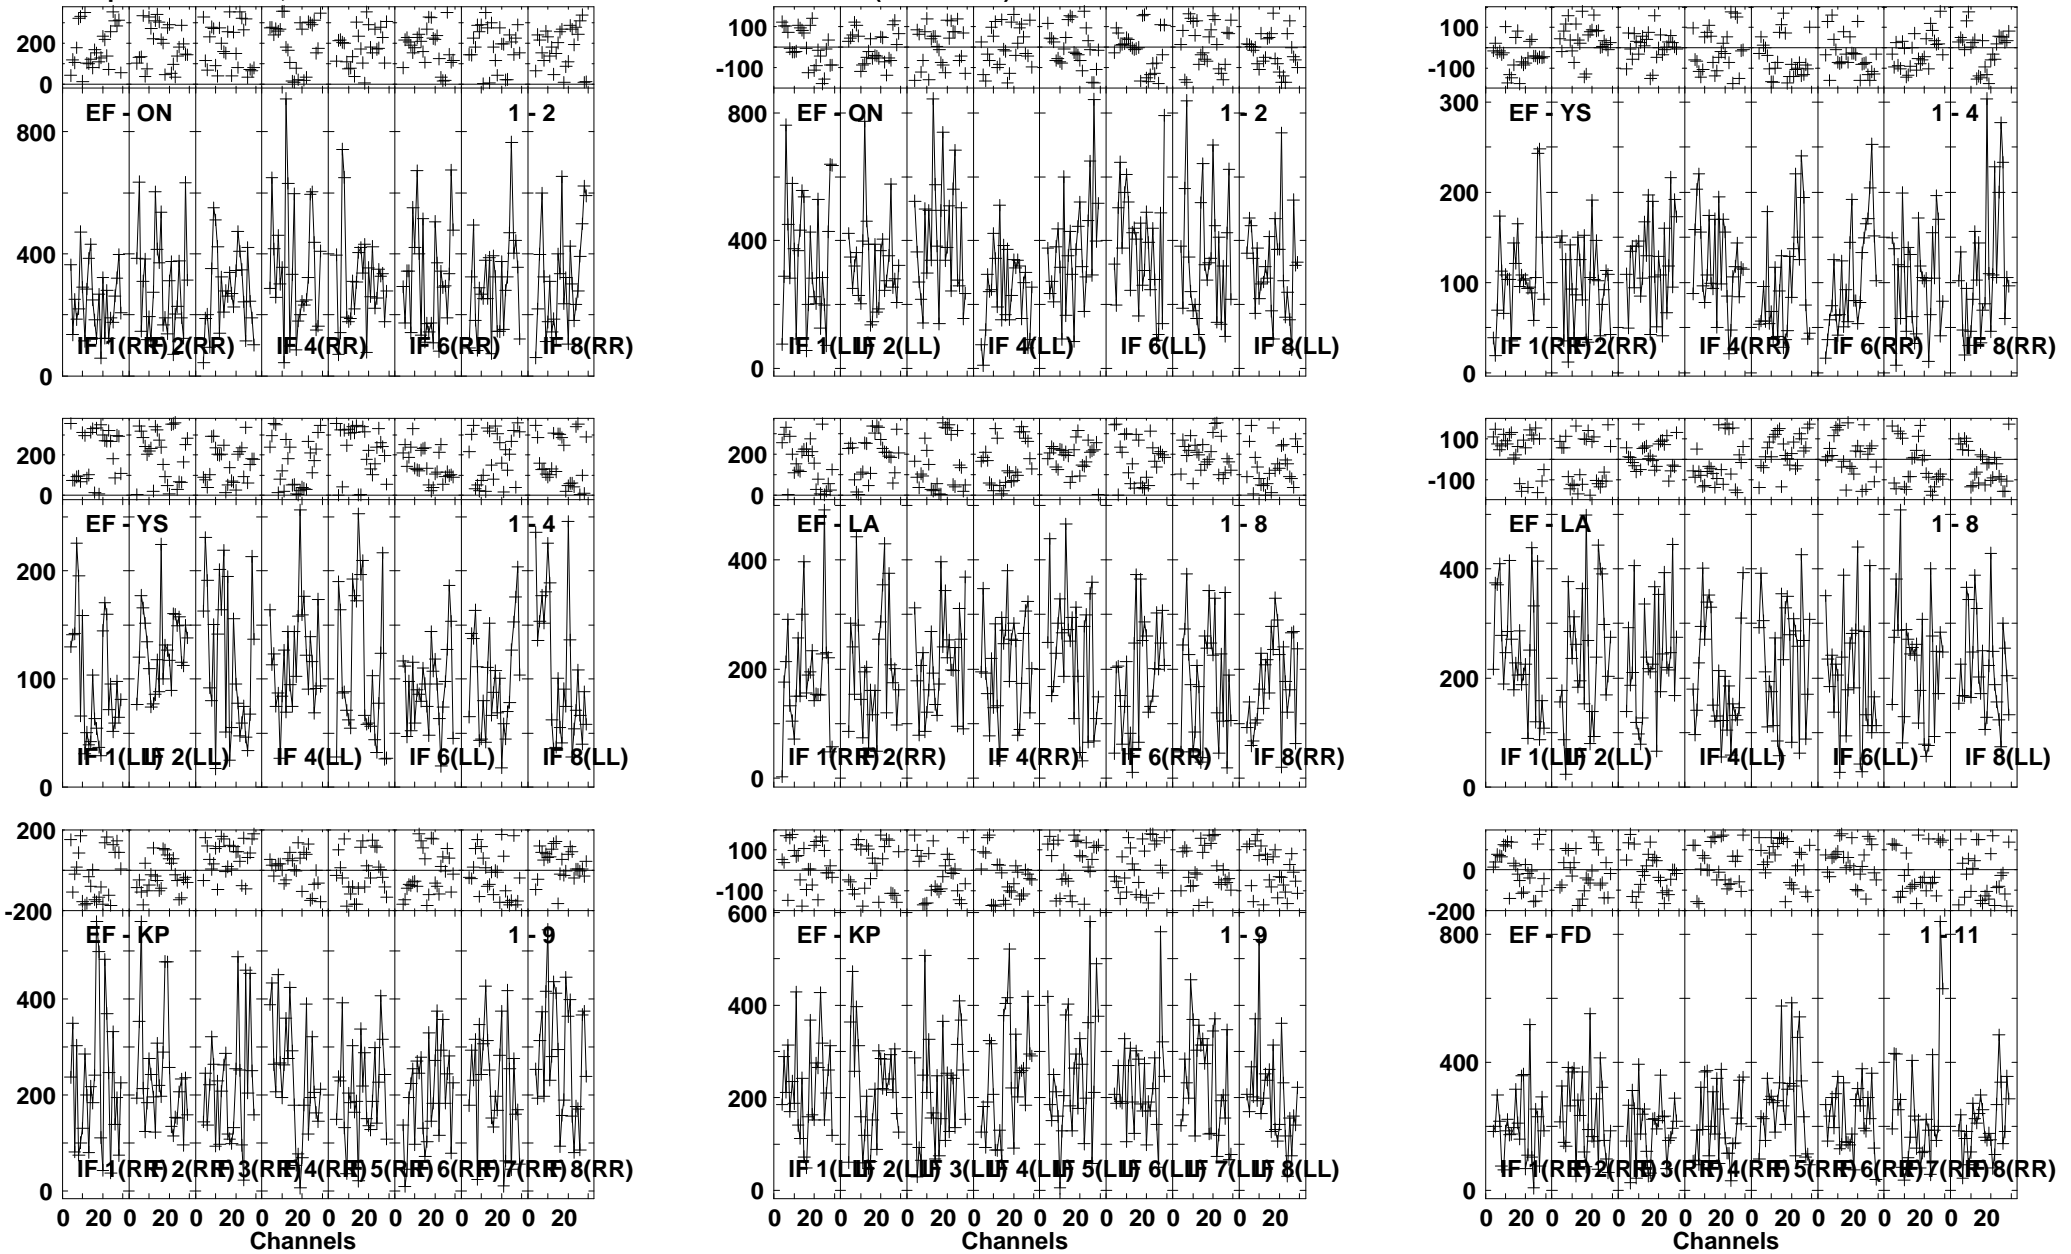 200
0
100
-100
100
-100
EF - ON 1 - 2
800
400
0
IF 1(RR) IF 2(RR) IF 4(RR) IF 6(RR) IF 8(RR)
EF - ON 1 - 2
800
400
0
IF 1(LL) IF 2(LL) IF 4(LL) IF 6(LL) IF 8(LL)
EF - YS 1 - 4
300
200
100
0
IF 1(RR) IF 2(RR) IF 4(RR) IF 6(RR) IF 8(RR)
200
0
200
0
100
-100
EF - YS 1 - 4
200
100
0
IF 1(LL) IF 2(LL) IF 4(LL) IF 6(LL) IF 8(LL)
EF - LA 1 - 8
400
200
0
IF 1(RR) IF 2(RR) IF 4(RR) IF 6(RR) IF 8(RR)
EF - LA 1 - 8
400
200
0
IF 1(LL) IF 2(LL) IF 4(LL) IF 6(LL) IF 8(LL)
200
-200
100
-100
0
-200
EF - KP 1 - 9
400
200
0
IF 1(RR) IF 2(RR) IF 3(RR) IF 4(RR) IF 5(RR) IF 6(RR) IF 7(RR) IF 8(RR)
0 20 0 20 0 20 0 20 0 20 0 20 0 20 0 20
Channels
EF - KP 1 - 9
600
400
200
0
IF 1(LL) IF 2(LL) IF 3(LL) IF 4(LL) IF 5(LL) IF 6(LL) IF 7(LL) IF 8(LL)
0 20 0 20 0 20 0 20 0 20 0 20 0 20 0 20
Channels
EF - FD 1 - 11
800
400
0
IF 1(RR) IF 2(RR) IF 3(RR) IF 4(RR) IF 5(RR) IF 6(RR) IF 7(RR) IF 8(RR)
0 20 0 20 0 20 0 20 0 20 0 20 0 20 0 20
Channels